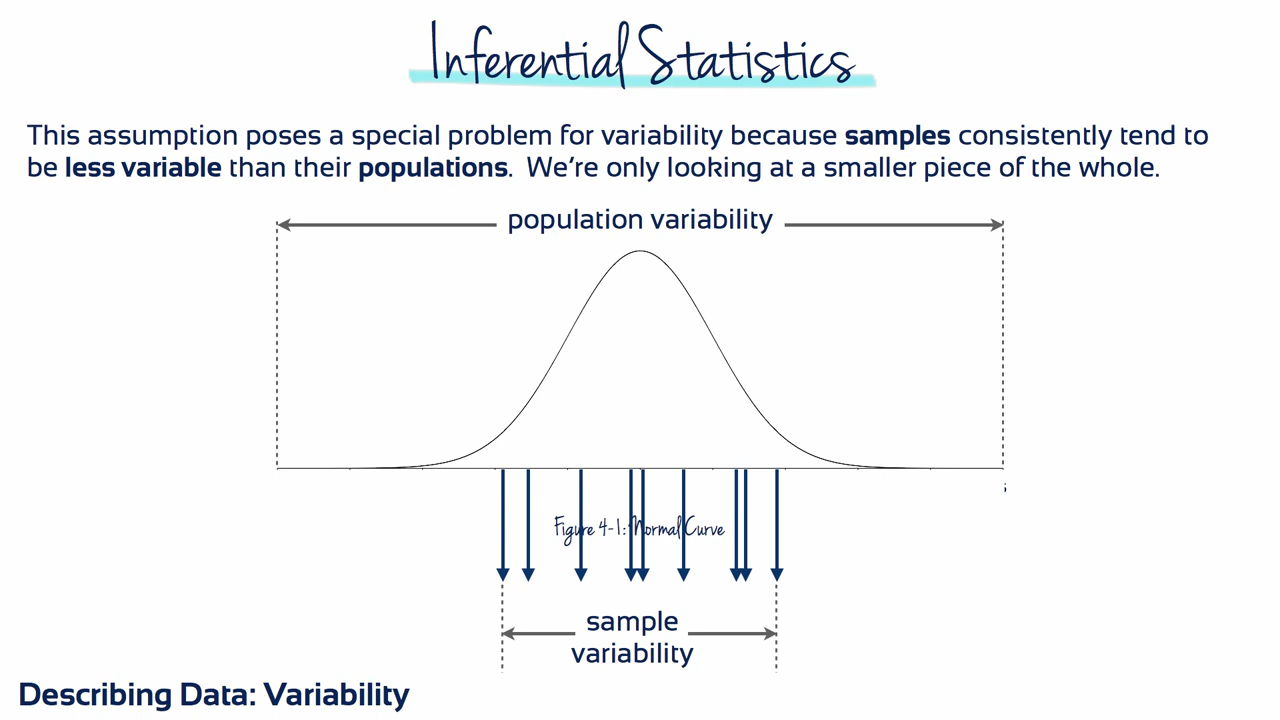 Inferential Statistics
This assumption poses a special problem for variability because samples consistently tend to
be less variable than their populations.  We're only looking at a smaller piece of the whole.
population variability
Figure 4-1: Normal Curve
sample
variability
Describing Data: Variability